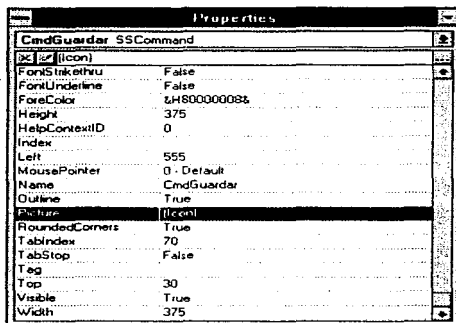 Properties
CmdGuardar SSCommand
(Icon)
FontStrikethru False
FontUnderline False
ForeColor &H80000008&
Height 375
HelpContextID 0
Index
Left 555
MousePointer 0 - Default
Name CmdGuardar
Outline True
Picture (Icon)
RoundedCorners True
TabIndex 70
TabStop False
Tag
Top 30
Visible True
Width 375